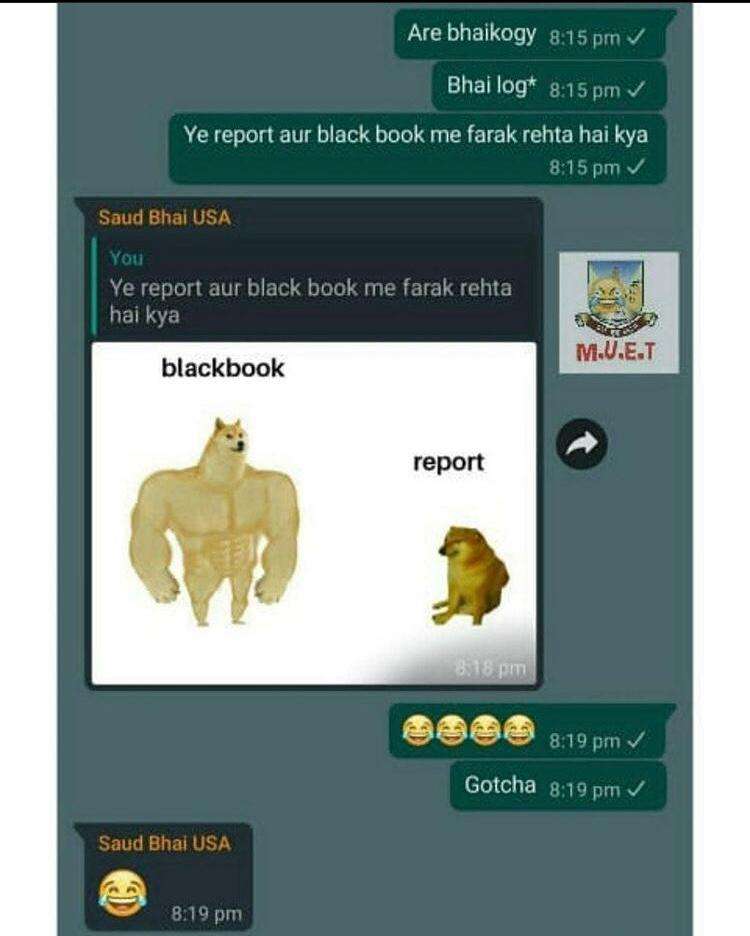 Are bhaikogy 8:15 pm
Bhai log* 8:15 pm
Ye report aur black book me farak rehta hai kya
8:15 pm
Saud Bhai USA
You
Ye report aur black book me farak rehta
hai kya
M.U.E.T
blackbook
report
8:18 pm
😂😂😂😂 8:19 pm
Gotcha 8:19 pm
Saud Bhai USA
😂 8:19 pm